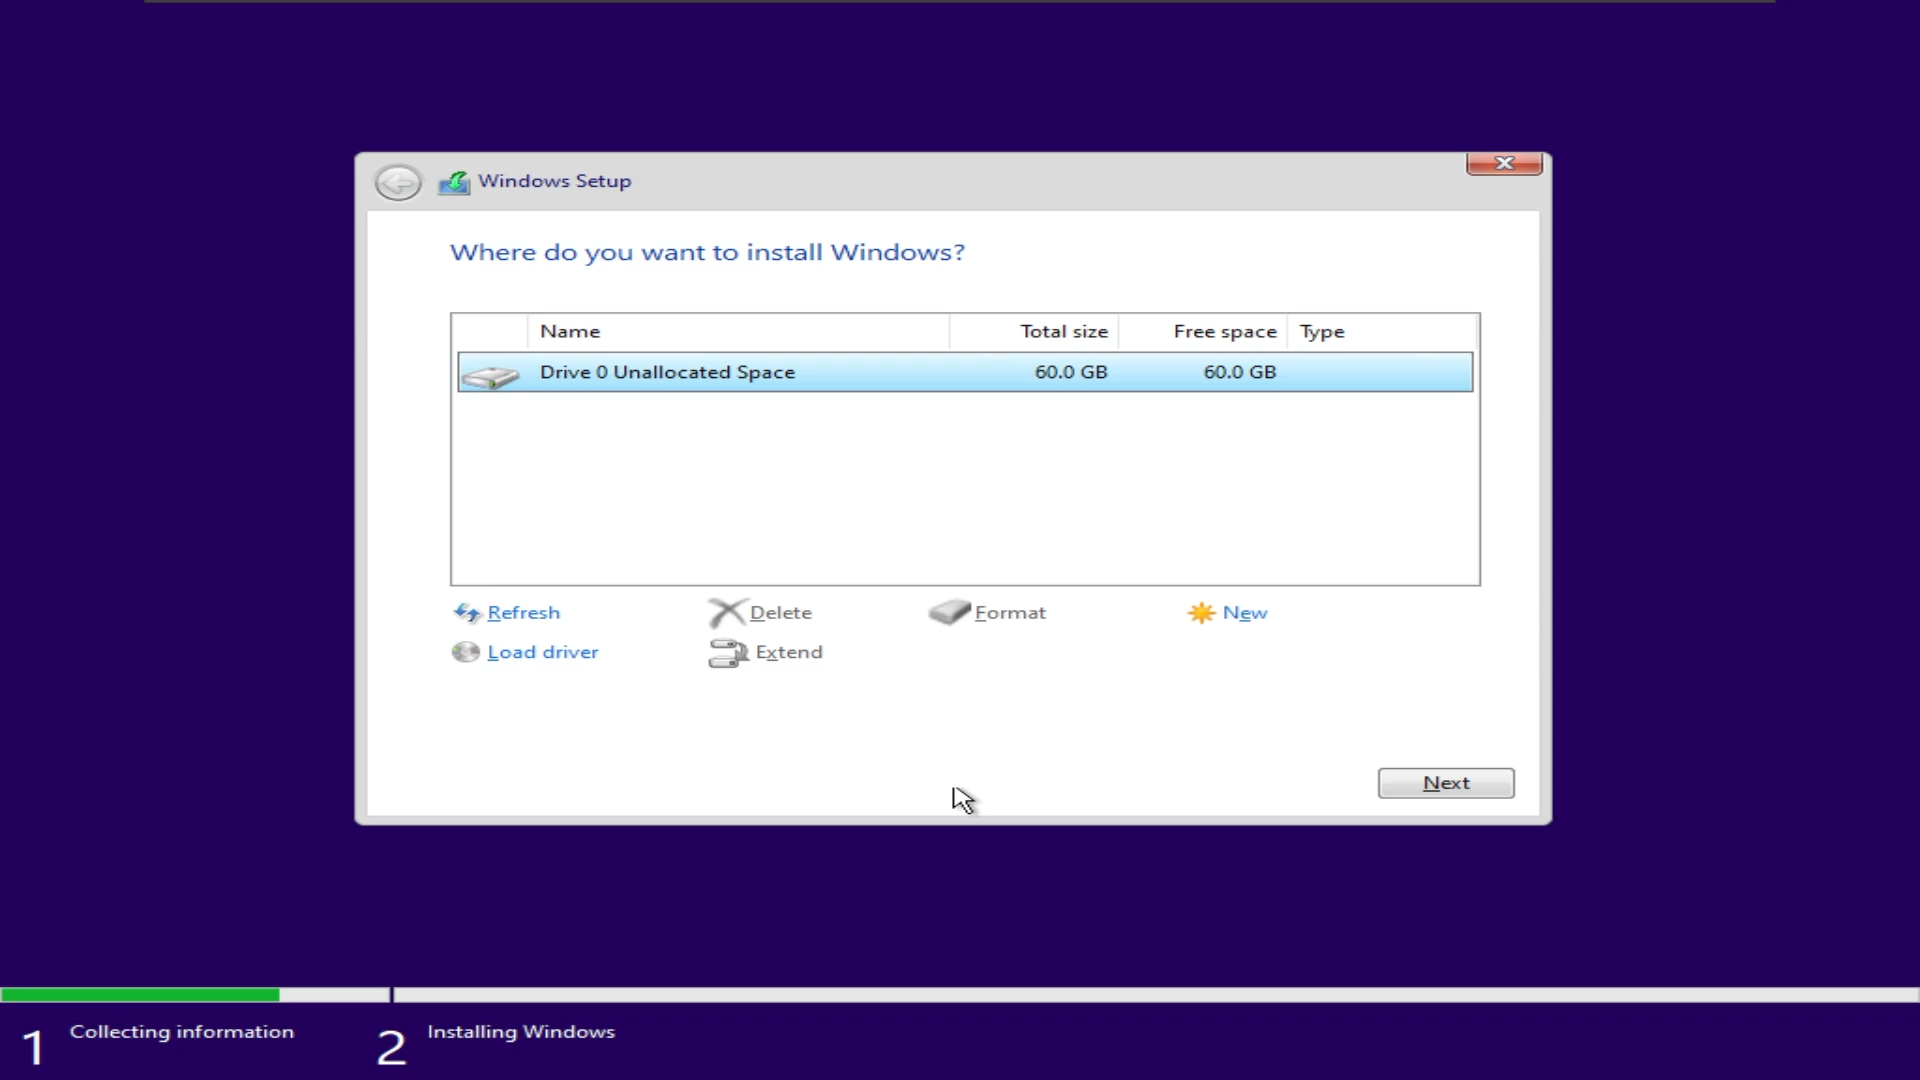 Windows Setup
Where do you want to install Windows?
Name Total size Free space Type
Drive 0 Unallocated Space 60.0 GB 60.0 GB
Refresh Delete Format New
Load driver Extend
Next
1 Collecting information 2 Installing Windows